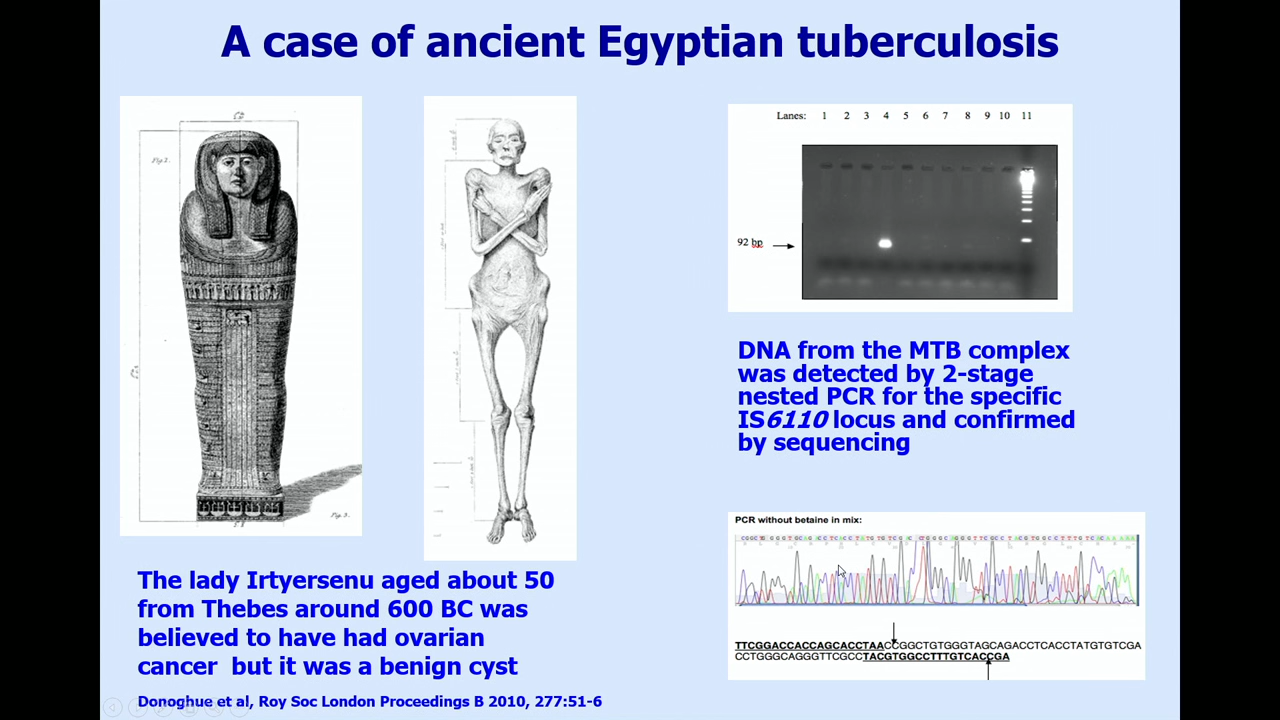 A case of ancient Egyptian tuberculosis
Fig 2.
Fig. 3.
The lady Irtyersenu aged about 50
from Thebes around 600 BC was
believed to have had ovarian
cancer but it was a benign cyst
Donoghue et al, Roy Soc London Proceedings B 2010, 277:51-6
Lanes: 1 2 3 4 5 6 7 8 9 10 11
92 bp
DNA from the MTB complex
was detected by 2-stage
nested PCR for the specific
IS6110 locus and confirmed
by sequencing
PCR without betaine in mix:
TTCGGACCACCAGCACCTAACCGGCTGTGGGTAGCAGACCTCACCTATGTGTCGA
CCTGGGCAGGGTTCGCCTACGTGGCCTTTGTCACCGA